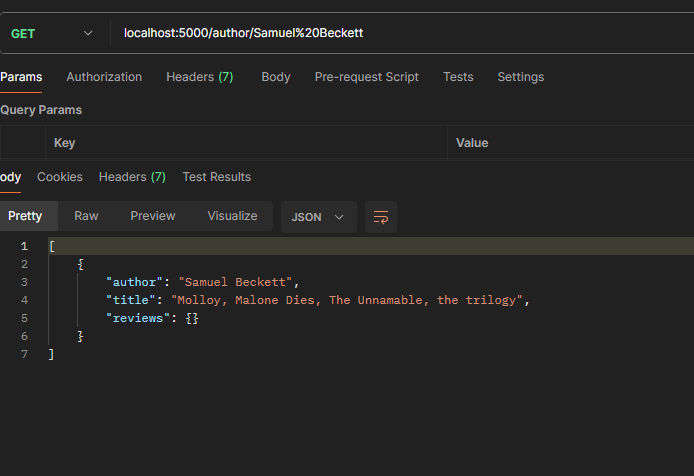 GET localhost:5000/author/Samuel%20Beckett
Params Authorization Headers (7) Body Pre-request Script Tests Settings
Query Params
Key Value
ody Cookies Headers (7) Test Results
Pretty Raw Preview Visualize JSON
1 [
2 {
3 "author": "Samuel Beckett",
4 "title": "Molloy, Malone Dies, The Unnamable, the trilogy",
5 "reviews": {}
6 }
7 ]